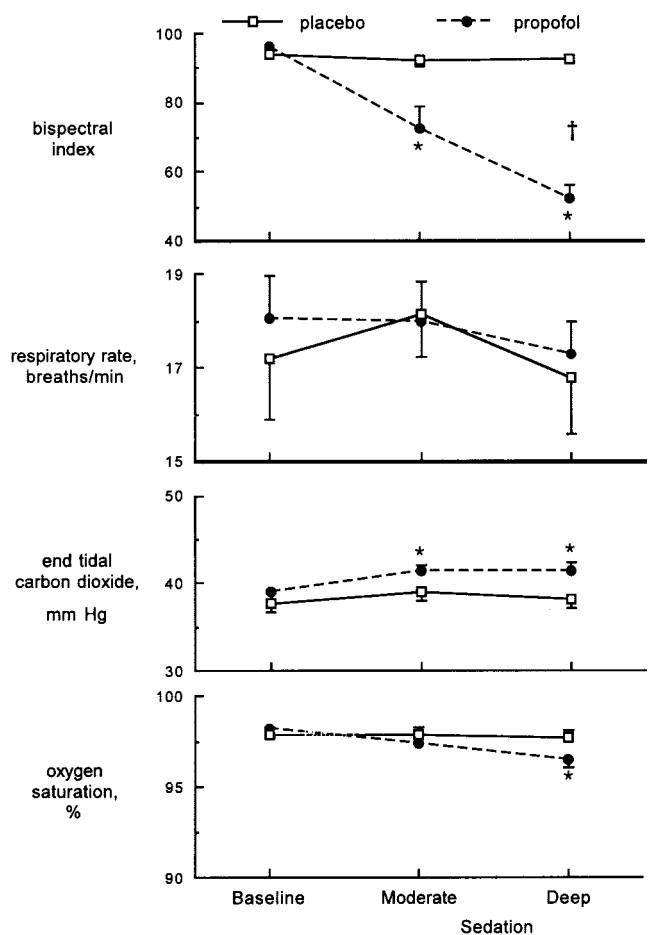 placebo propofol
100
80
60
40
bispectral
index
*
†
*
19
17
15
respiratory rate,
breaths/min
50
40
30
end tidal
carbon dioxide,
mm Hg
*
*
100
95
90
oxygen
saturation,
%
*
Baseline Moderate Deep
Sedation